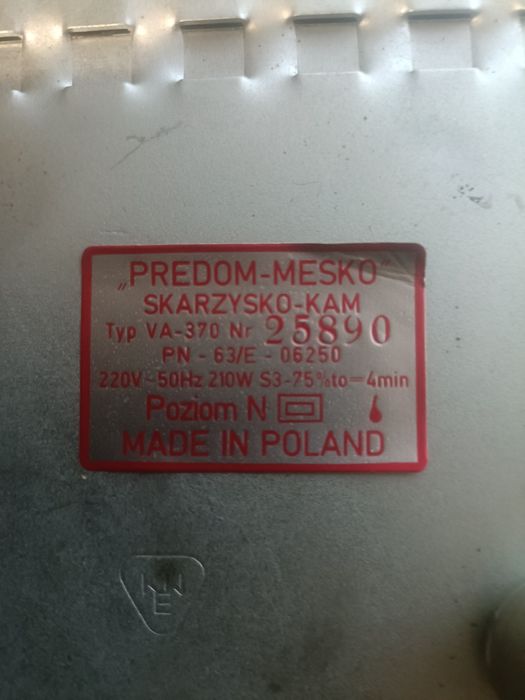 „PREDOM-MESKO"
SKARZYSKO-KAM
Typ VA-370 Nr 25890
PN - 63/E - 06250
220V~50Hz 210W S3-75% to=4min
Poziom N
MADE IN POLAND